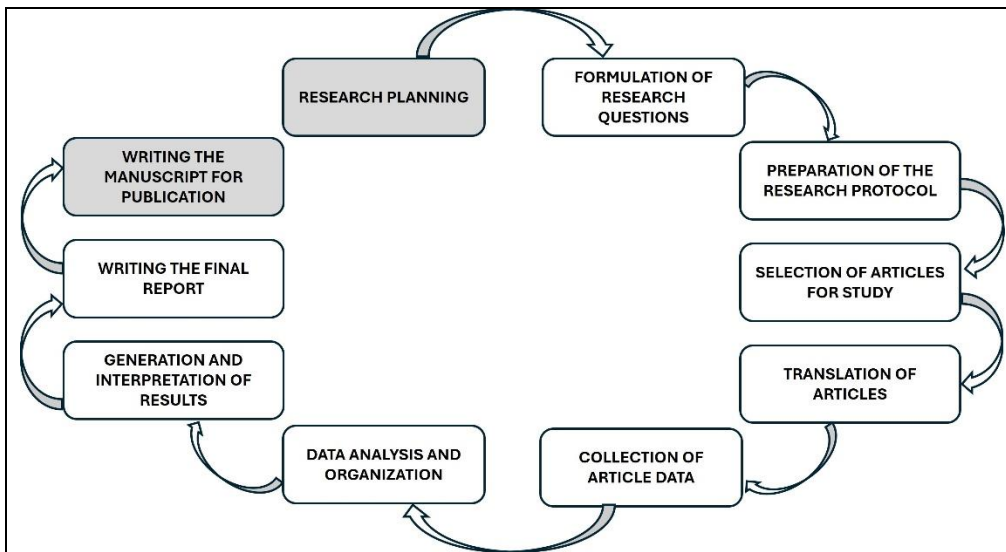 RESEARCH PLANNING
FORMULATION OF
RESEARCH
QUESTIONS
PREPARATION OF THE
RESEARCH PROTOCOL
SELECTION OF ARTICLES
FOR STUDY
TRANSLATION OF
ARTICLES
COLLECTION OF
ARTICLE DATA
DATA ANALYSIS AND
ORGANIZATION
GENERATION AND
INTERPRETATION OF
RESULTS
WRITING THE FINAL
REPORT
WRITING THE
MANUSCRIPT FOR
PUBLICATION